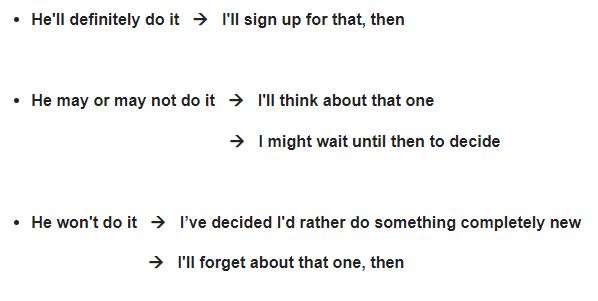 • He'll definitely do it → I'll sign up for that, then
• He may or may not do it → I'll think about that one
→ I might wait until then to decide
• He won't do it → I’ve decided I'd rather do something completely new
→ I'll forget about that one, then